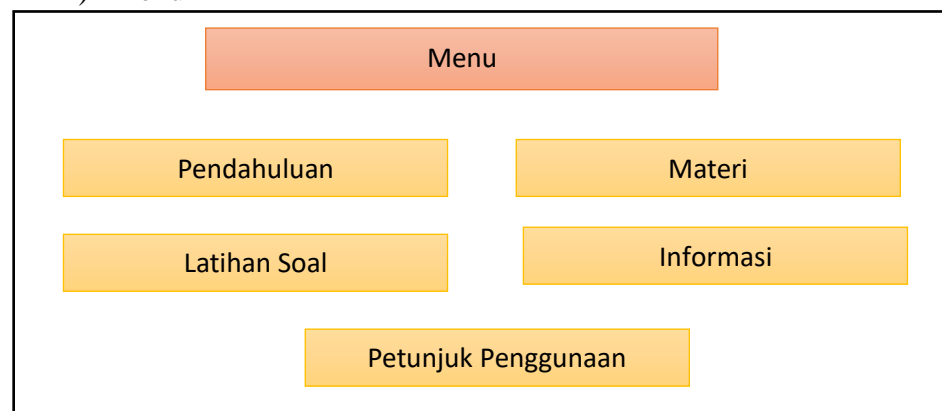 Menu
Pendahuluan
Materi
Latihan Soal
Informasi
Petunjuk Penggunaan